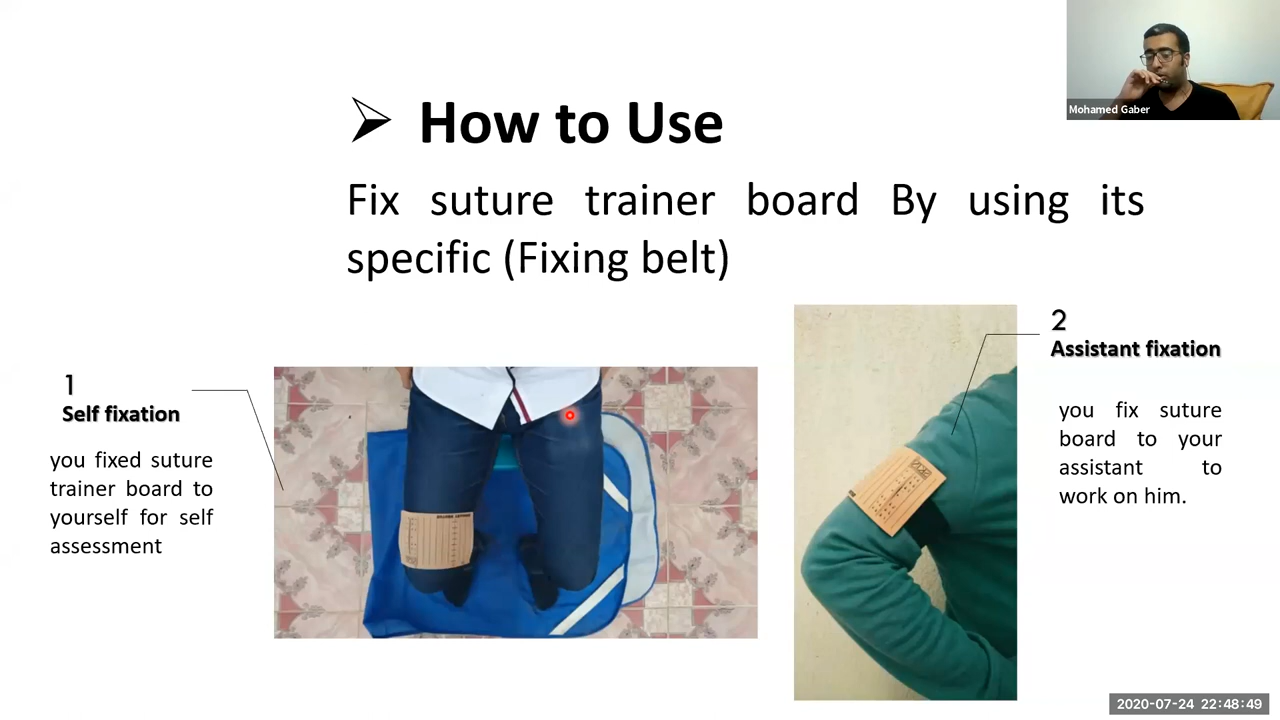 Mohamed Gaber
➢ How to Use
Fix suture trainer board By using its
specific (Fixing belt)
1
Self fixation
you fixed suture
trainer board to
yourself for self
assessment
2
Assistant fixation
you fix suture
board to your
assistant to
work on him.
2020-07-24 22:48:49